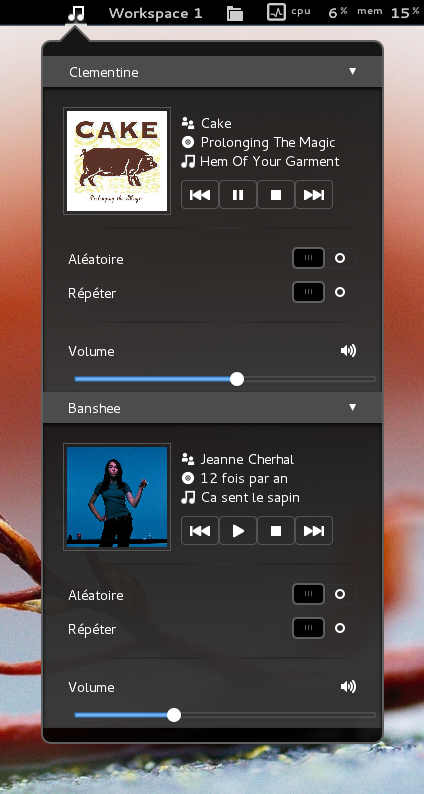 Workspace 1 cpu 6 % mem 15 %
Clementine
CAKE
Prolonging the Magic
Cake
Prolonging The Magic
Hem Of Your Garment
Aléatoire
Répéter
Volume
Banshee
Jeanne Cherhal
12 fois par an
Ca sent le sapin
Aléatoire
Répéter
Volume